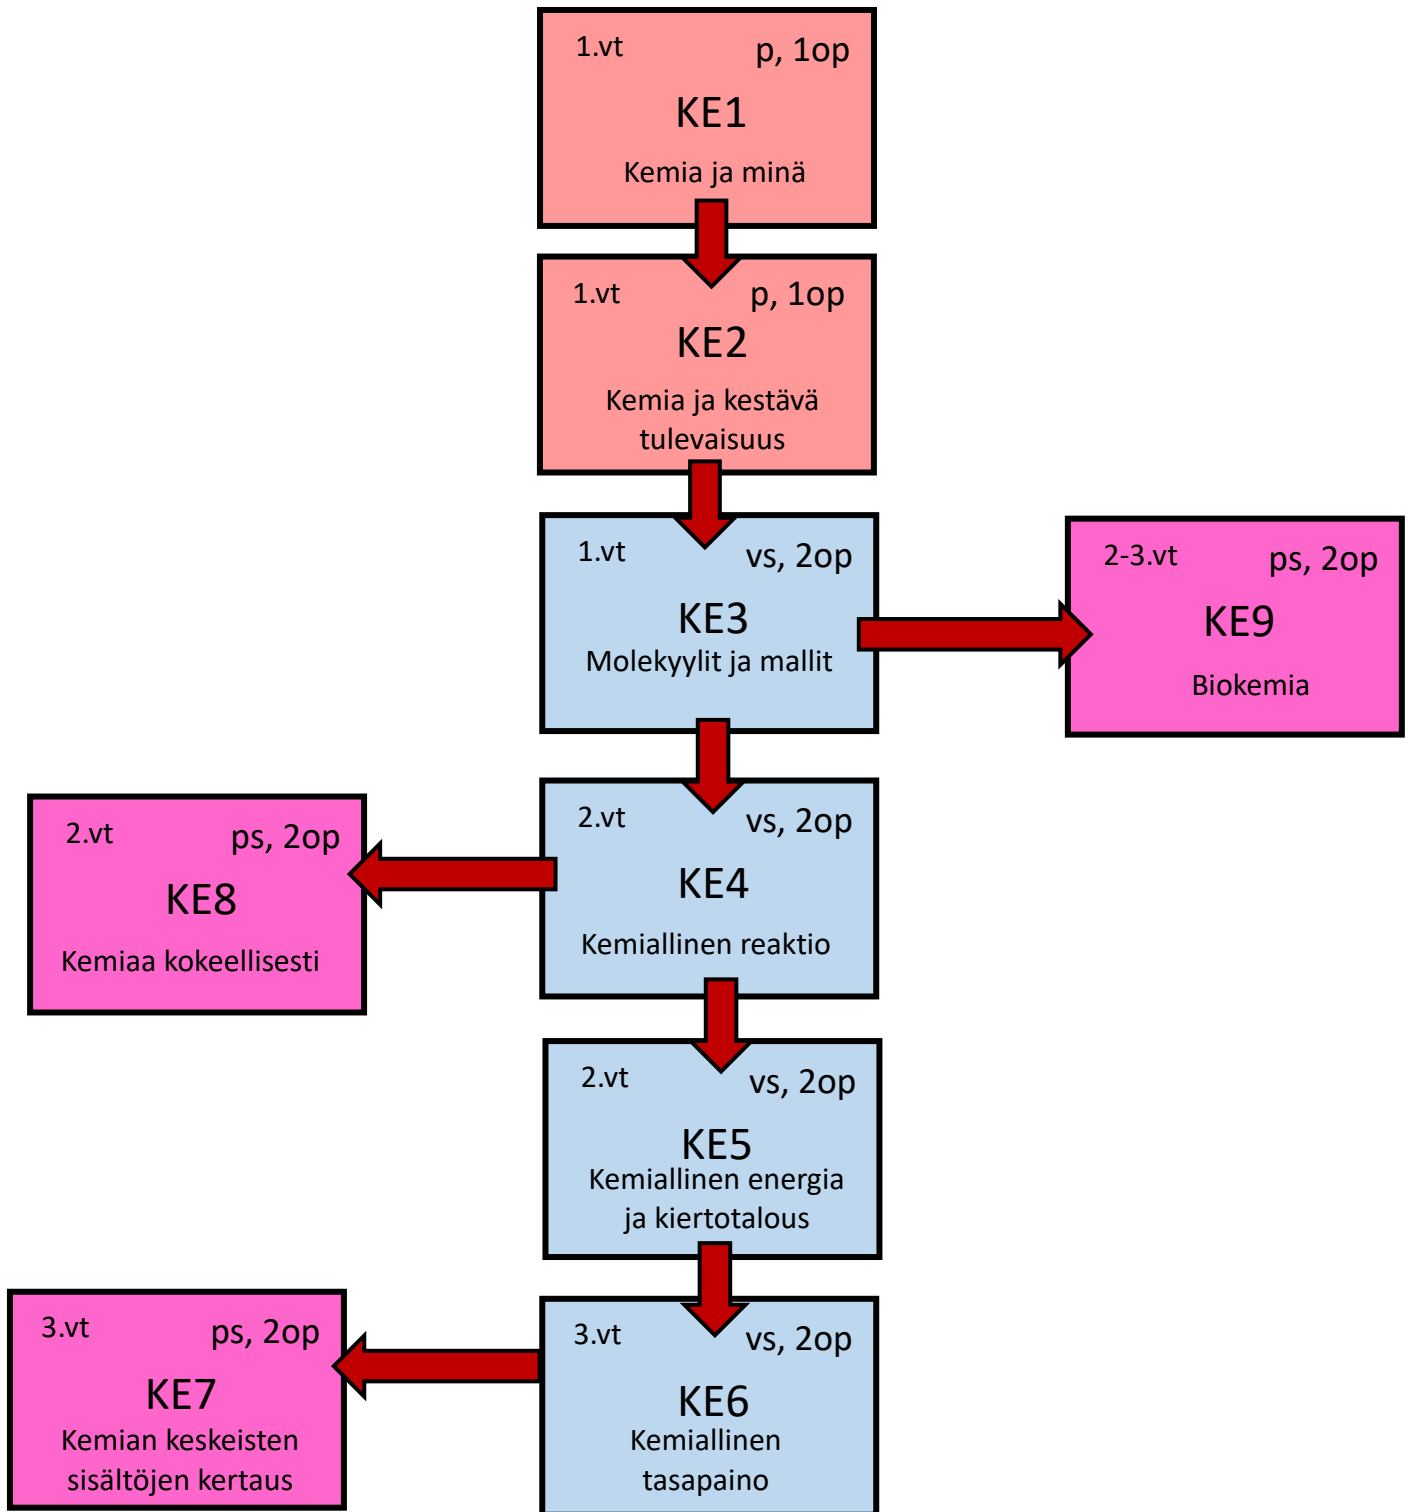 1.vt p, 1op
KE1
Kemia ja minä
1.vt p, 1op
KE2
Kemia ja kestävä
tulevaisuus
1.vt vs, 2op
KE3
Molekyylit ja mallit
2-3.vt ps, 2op
KE9
Biokemia
2.vt vs, 2op
KE4
Kemiallinen reaktio
2.vt ps, 2op
KE8
Kemiaa kokeellisesti
2.vt vs, 2op
KE5
Kemiallinen energia
ja kiertotalous
3.vt ps, 2op
KE7
Kemian keskeisten
sisältöjen kertaus
3.vt vs, 2op
KE6
Kemiallinen
tasapaino